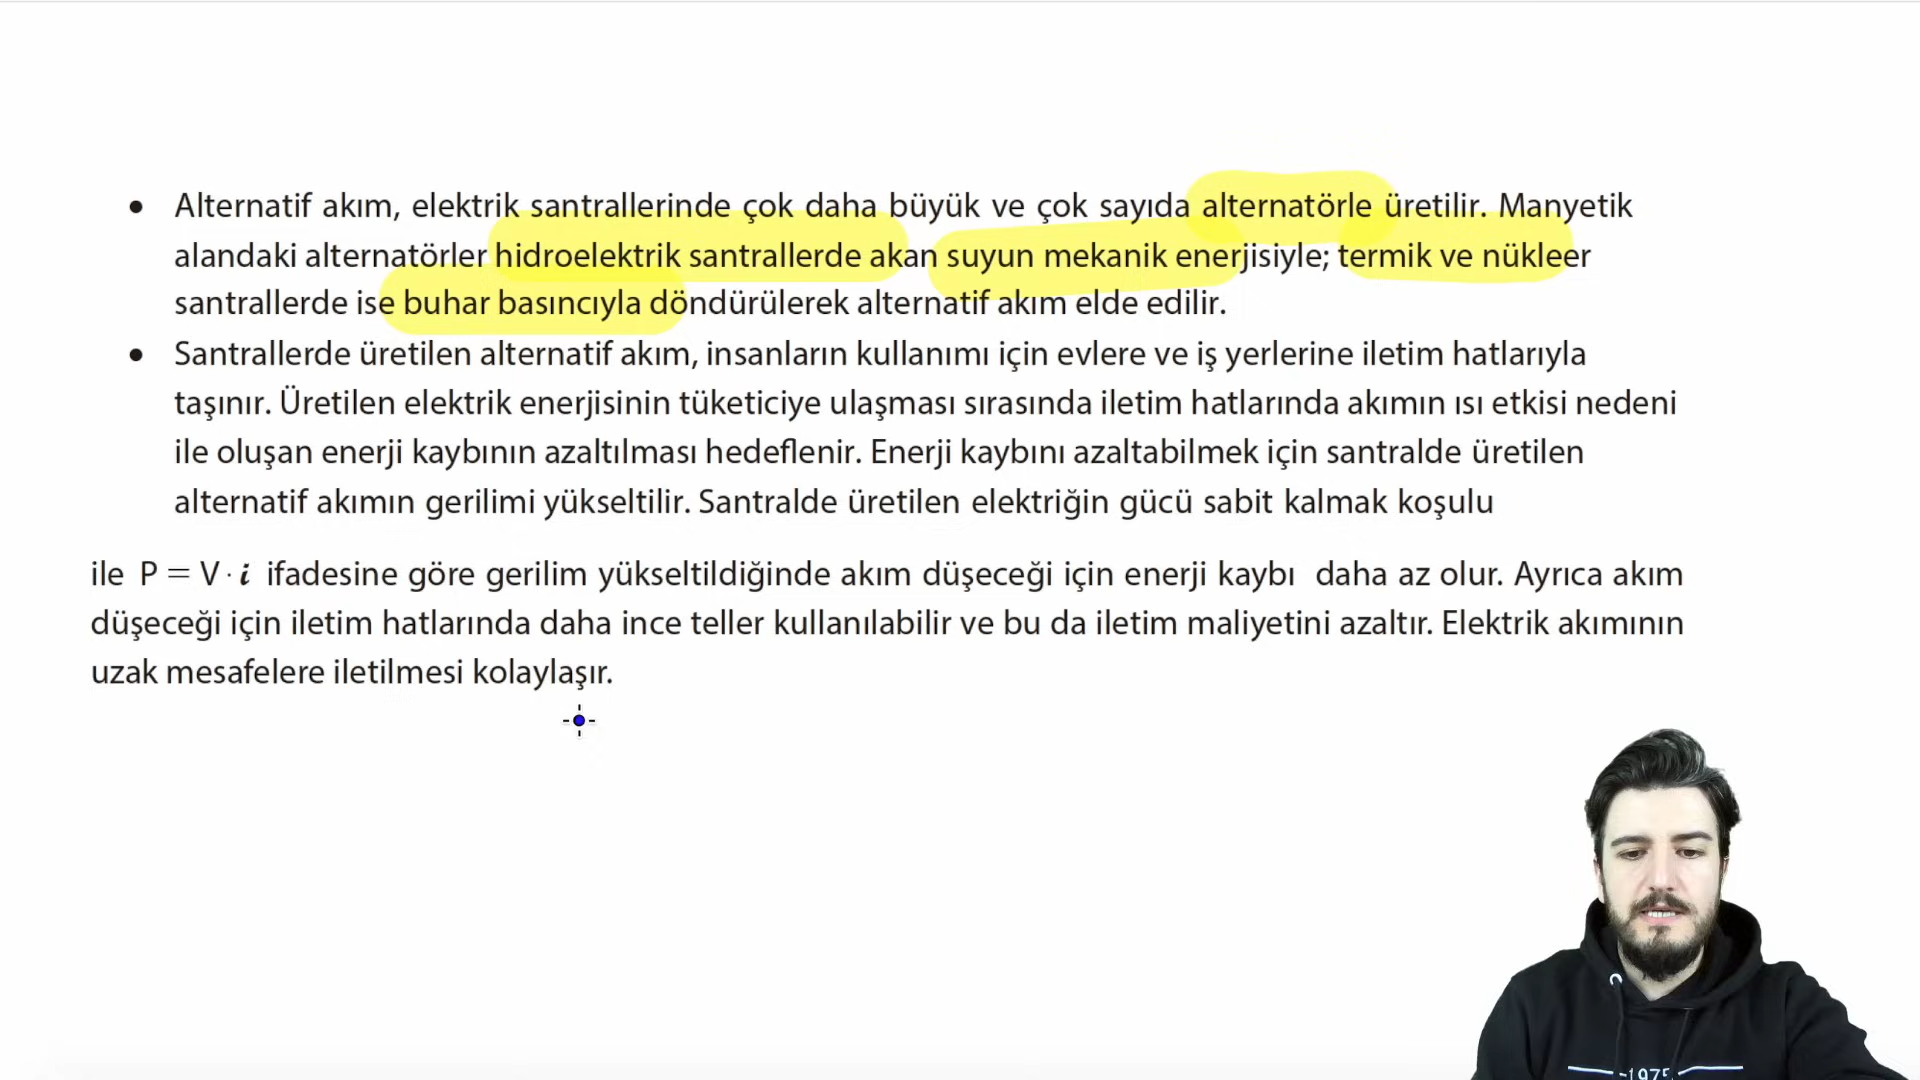 • Alternatif akım, elektrik santrallerinde çok daha büyük ve çok sayıda alternatörle üretilir. Manyetik
alandaki alternatörler hidroelektrik santrallerde akan suyun mekanik enerjisiyle; termik ve nükleer
santrallerde ise buhar basıncıyla döndürülerek alternatif akım elde edilir.
• Santrallerde üretilen alternatif akım, insanların kullanımı için evlere ve iş yerlerine iletim hatlarıyla
taşınır. Üretilen elektrik enerjisinin tüketiciye ulaşması sırasında iletim hatlarında akımın ısı etkisi nedeni
ile oluşan enerji kaybının azaltılması hedeflenir. Enerji kaybını azaltabilmek için santralde üretilen
alternatif akımın gerilimi yükseltilir. Santralde üretilen elektriğin gücü sabit kalmak koşulu
ile P = V · i ifadesine göre gerilim yükseltildiğinde akım düşeceği için enerji kaybı daha az olur. Ayrıca akım
düşeceği için iletim hatlarında daha ince teller kullanılabilir ve bu da iletim maliyetini azaltır. Elektrik akımının
uzak mesafelere iletilmesi kolaylaşır.
1975